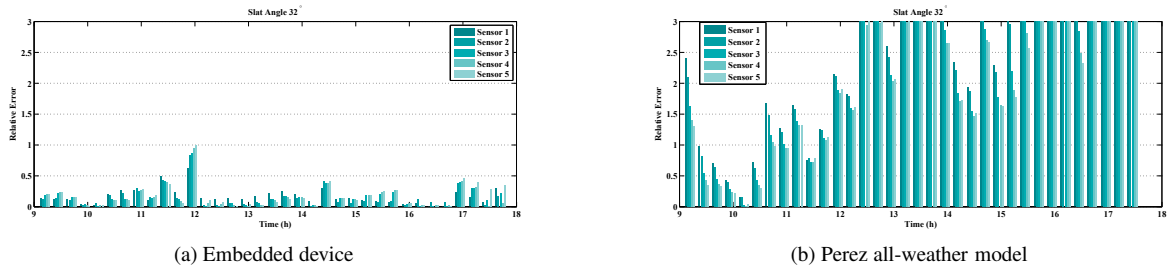 Slat Angle 32°
3
2.5
2
1.5
1
0.5
0
Relative Error
Sensor 1
Sensor 2
Sensor 3
Sensor 4
Sensor 5
9 10 11 12 13 14 15 16 17 18
Time (h)
(a) Embedded device
Slat Angle 32°
3
2.5
2
1.5
1
0.5
0
Relative Error
Sensor 1
Sensor 2
Sensor 3
Sensor 4
Sensor 5
9 10 11 12 13 14 15 16 17 18
Time (h)
(b) Perez all-weather model